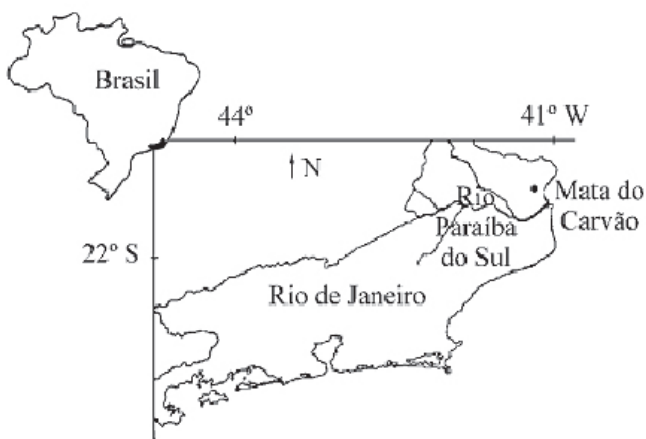 Brasil
44º
41º W
N
Rio
Paraíba
do Sul
Mata do
Carvão
22º S
Rio de Janeiro